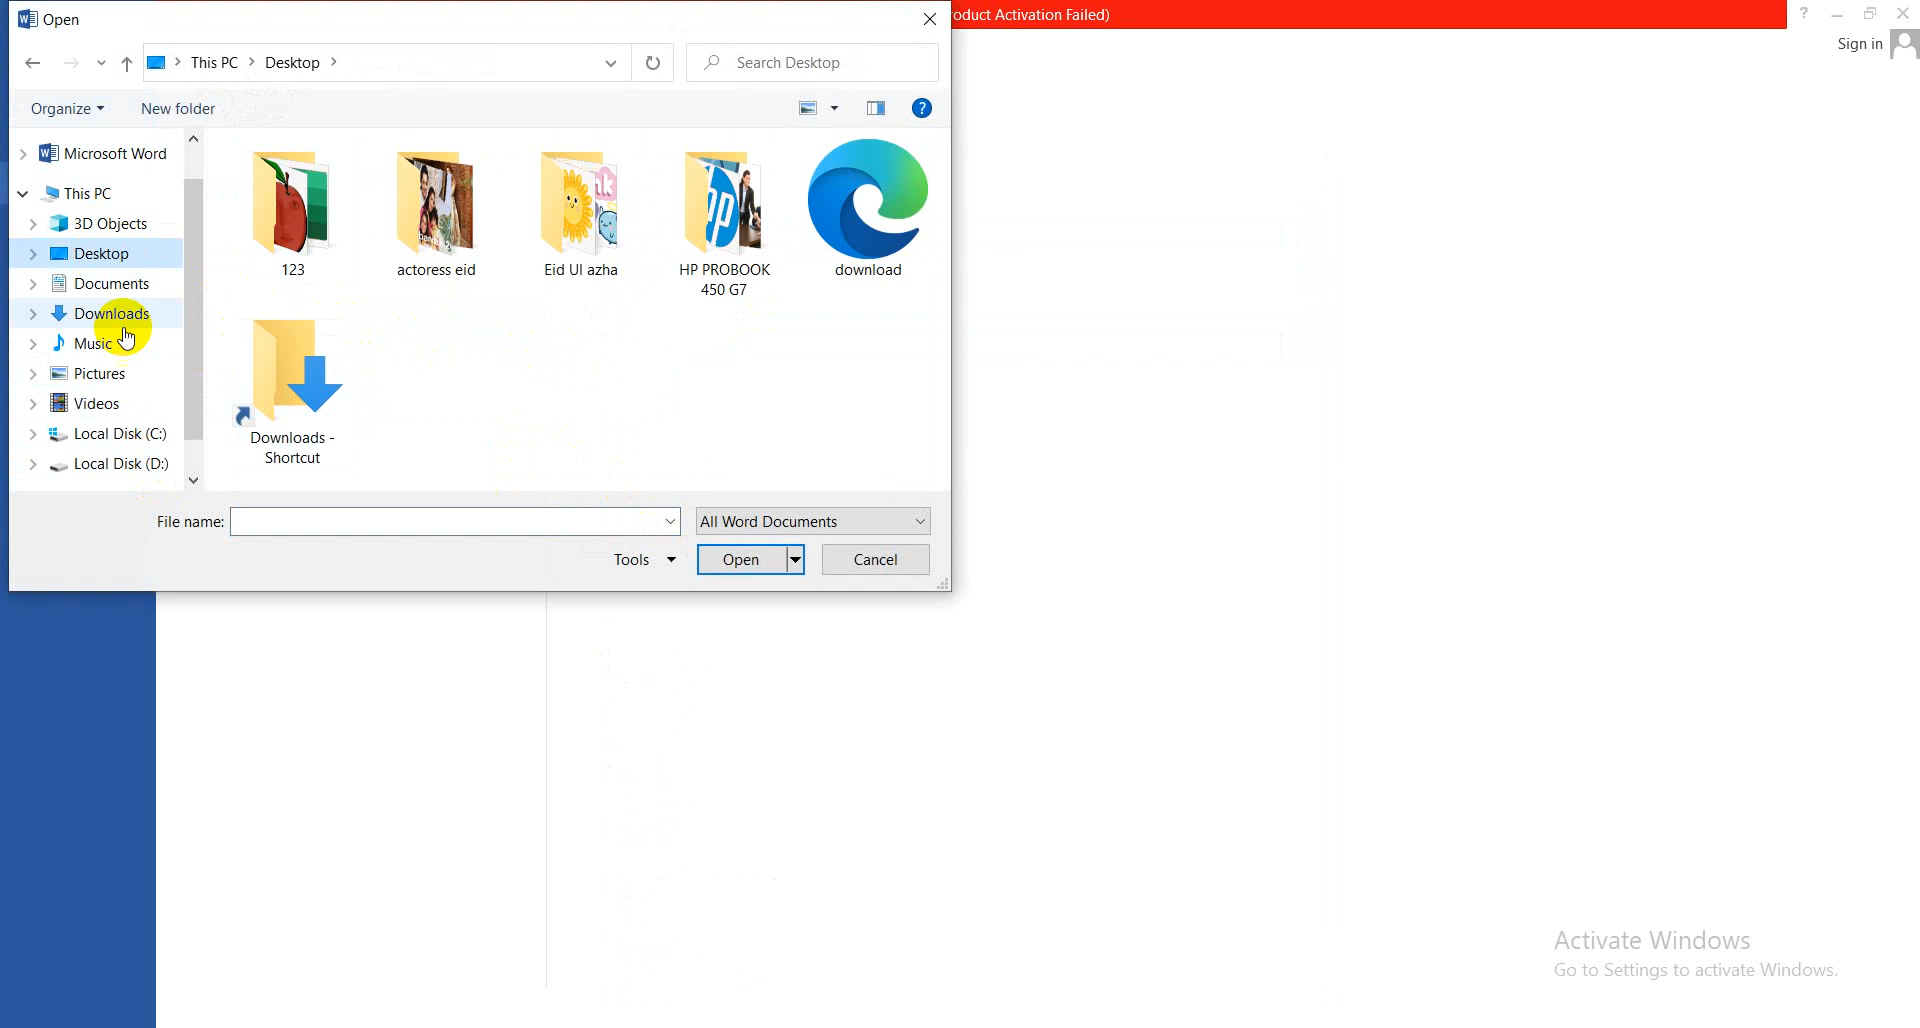 Open
oduct Activation Failed)
?
Sign in
This PC
Desktop
Search Desktop
Organize
New folder
?
Microsoft Word
This PC
3D Objects
Desktop
Documents
Downloads
Music
Pictures
Videos
Local Disk (C:)
Local Disk (D:)
123
actoress eid
Eid Ul azha
HP PROBOOK
450 G7
download
Downloads -
Shortcut
File name:
All Word Documents
Tools
Open
Cancel
Activate Windows
Go to Settings to activate Windows.